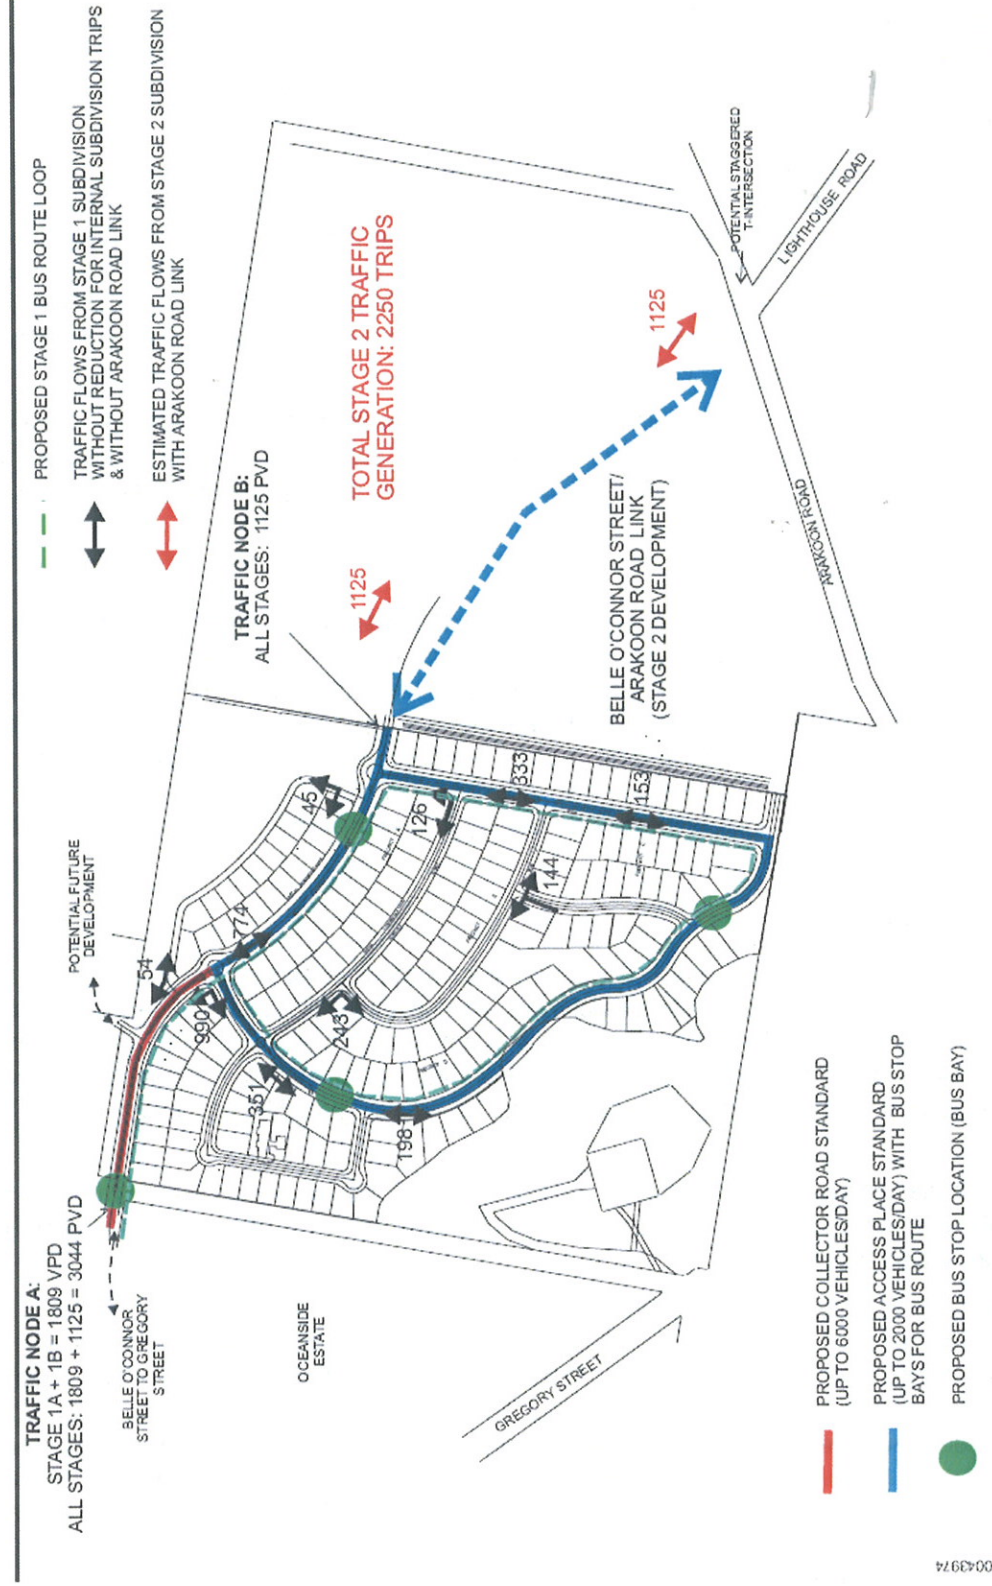 TRAFFIC NODE A:
STAGE 1A + 1B = 1809 VPD
ALL STAGES: 1809 + 1125 = 3044 PVD
BELLE O'CONNOR
STREET TO GREGORY
STREET
OCEANSIDE
ESTATE
GREGORY STREET
POTENTIAL FUTURE
DEVELOPMENT
54
990
774
351
198
243
45
126
144
333
153
TRAFFIC NODE B:
ALL STAGES: 1125 PVD
1125
TOTAL STAGE 2 TRAFFIC
GENERATION: 2250 TRIPS
1125
BELLE O'CONNOR STREET/
ARAKOON ROAD LINK
(STAGE 2 DEVELOPMENT)
ARAKOON ROAD
POTENTIAL STAGGERED
T-INTERSECTION
LIGHTHOUSE ROAD
PROPOSED STAGE 1 BUS ROUTE LOOP
TRAFFIC FLOWS FROM STAGE 1 SUBDIVISION
WITHOUT REDUCTION FOR INTERNAL SUBDIVISION TRIPS
& WITHOUT ARAKOON ROAD LINK
ESTIMATED TRAFFIC FLOWS FROM STAGE 2 SUBDIVISION
WITH ARAKOON ROAD LINK
PROPOSED COLLECTOR ROAD STANDARD
(UP TO 6000 VEHICLES/DAY)
PROPOSED ACCESS PLACE STANDARD
(UP TO 2000 VEHICLES/DAY) WITH BUS STOP
BAYS FOR BUS ROUTE
PROPOSED BUS STOP LOCATION (BUS BAY)
0043974